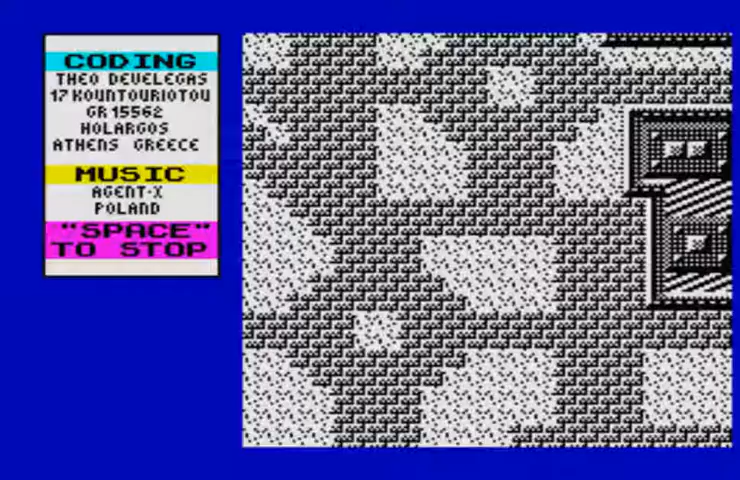 CODING
THEO DEVELEGAS
17 KOUNTOURIOTOU
GR 15562
HOLARGOS
ATHENS GREECE
MUSIC
AGENT-X
POLAND
"SPACE"
TO STOP